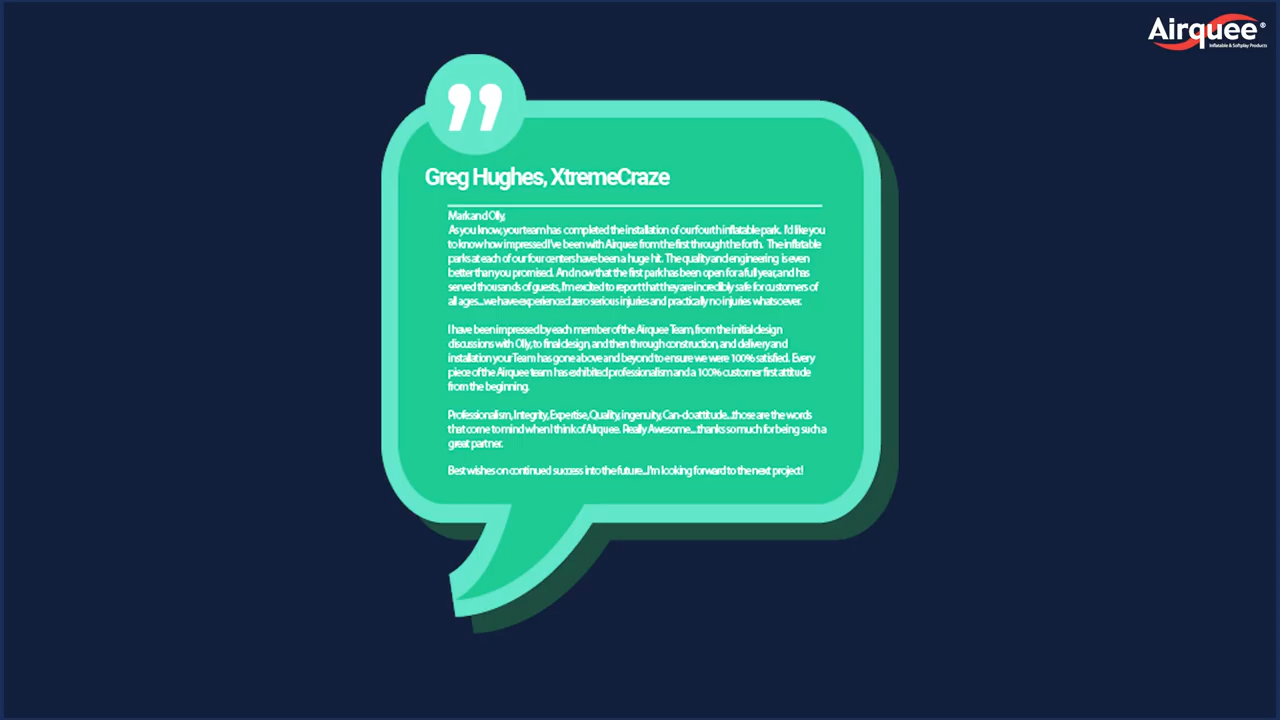 Airquee®
Inflatable & Softplay Products
Greg Hughes, XtremeCraze
Mark and Olly,
As you know, your team has completed the installation of our fourth inflatable park. I'd like you
to know how impressed I've been with Airquee from the first through the forth. The inflatable
parks at each of our four centers have been a huge hit. The quality and engineering is even
better than you promised. And now that the first park has been open for a full year, and has
served thousands of guests, I'm excited to report that they are incredibly safe for customers of
all ages...we have experienced zero serious injuries and practically no injuries whatsoever.
I have been impressed by each member of the Airquee Team, from the initial design
discussions with Olly, to final design, and then through construction, and delivery and
installation your Team has gone above and beyond to ensure we were 100% satisfied. Every
piece of the Airquee team has exhibited professionalism and a 100% customer first attitude
from the beginning.
Professionalism, Integrity, Expertise, Quality, ingenuity, Can-do attitude...those are the words
that come to mind when I think of Airquee. Really Awesome...thanks so much for being such a
great partner.
Best wishes on continued success into the future...I'm looking forward to the next project!